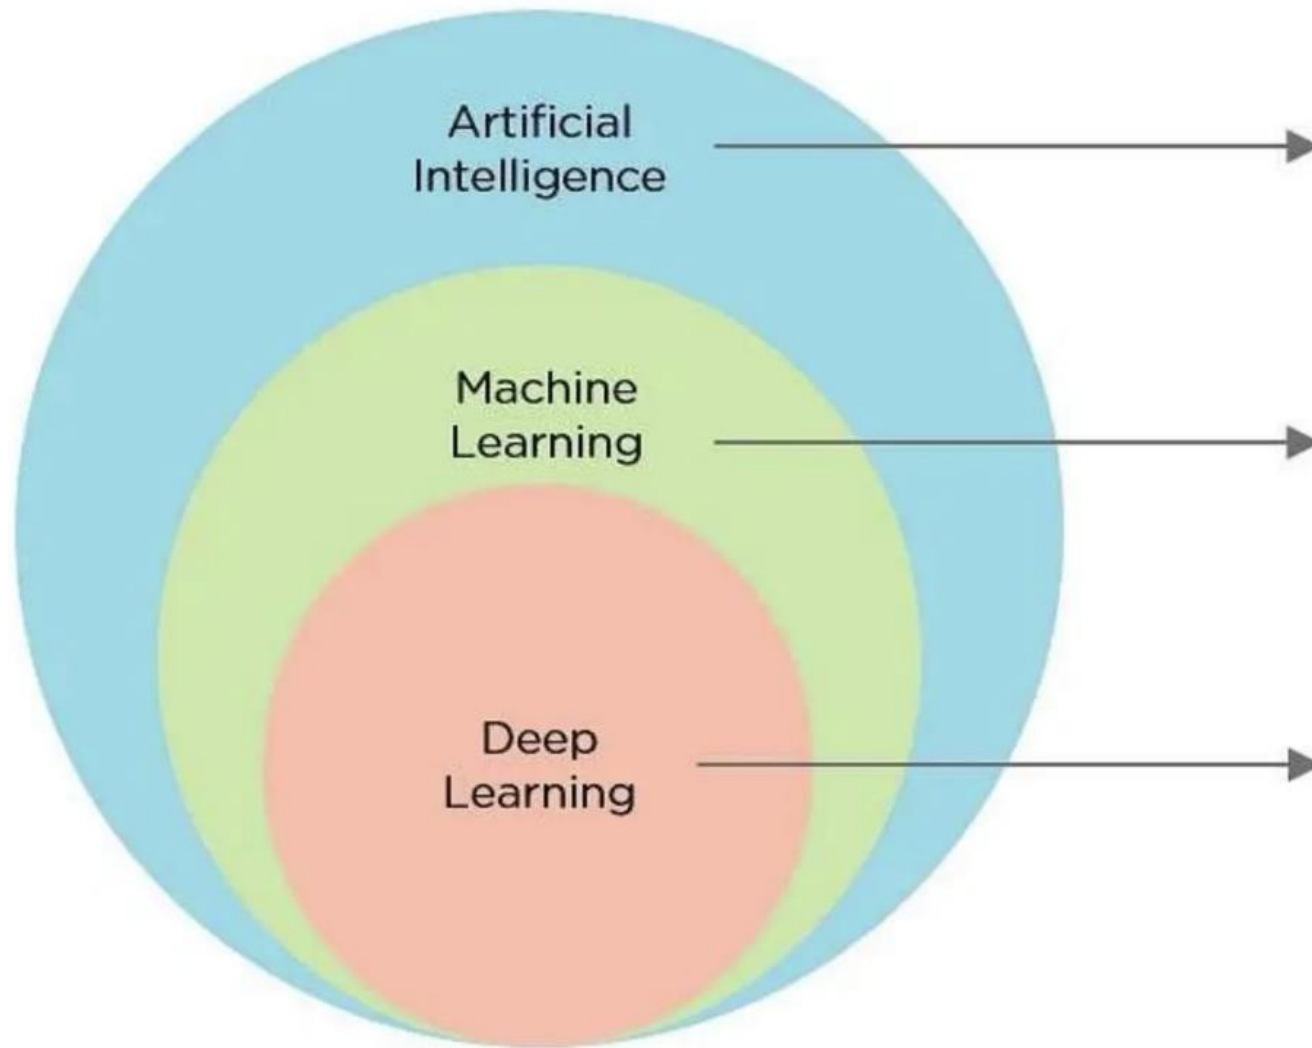 Artificial
Intelligence
Machine
Learning
Deep
Learning